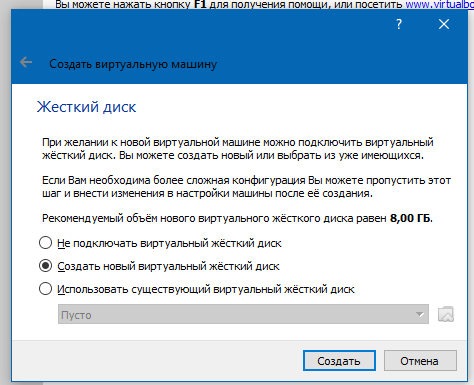 Вы можете нажать кнопку F1 для получения помощи, или посетить www.virtualbo
?
Создать виртуальную машину
Жесткий диск
При желании к новой виртуальной машине можно подключить виртуальный
жёсткий диск. Вы можете создать новый или выбрать из уже имеющихся.
Если Вам необходима более сложная конфигурация Вы можете пропустить этот
шаг и внести изменения в настройки машины после её создания.
Рекомендуемый объём нового виртуального жёсткого диска равен 8,00 ГБ.
Не подключать виртуальный жёсткий диск
Создать новый виртуальный жёсткий диск
Использовать существующий виртуальный жёсткий диск
Пусто
Создать
Отмена